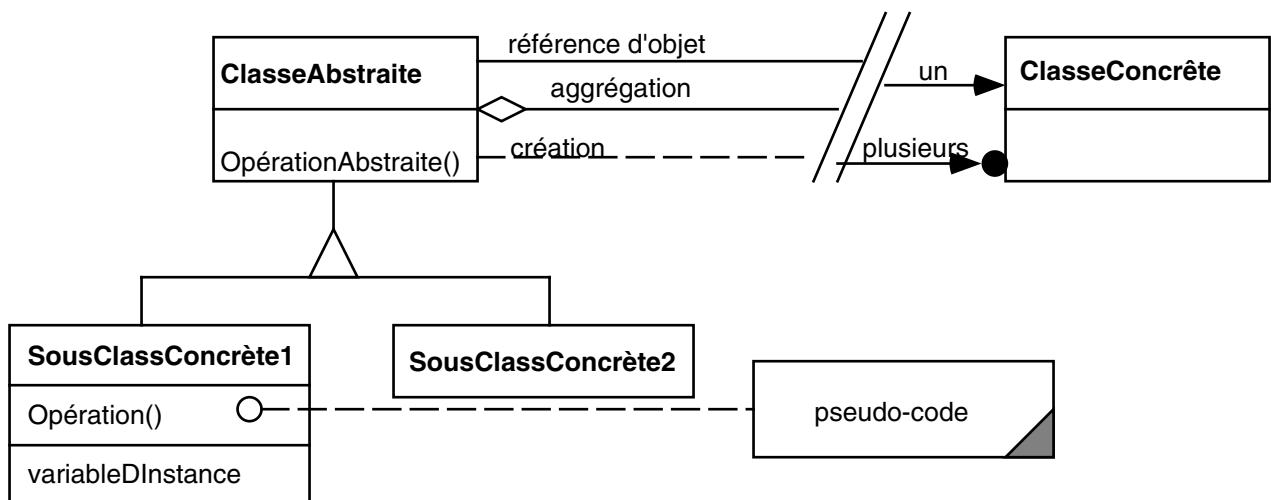 référence d'objet
ClasseAbstraite
un
ClasseConcrête
aggrégation
création
plusieurs
OpérationAbstraite()
SousClassConcrète1
SousClassConcrète2
Opération()
pseudo-code
variableDInstance